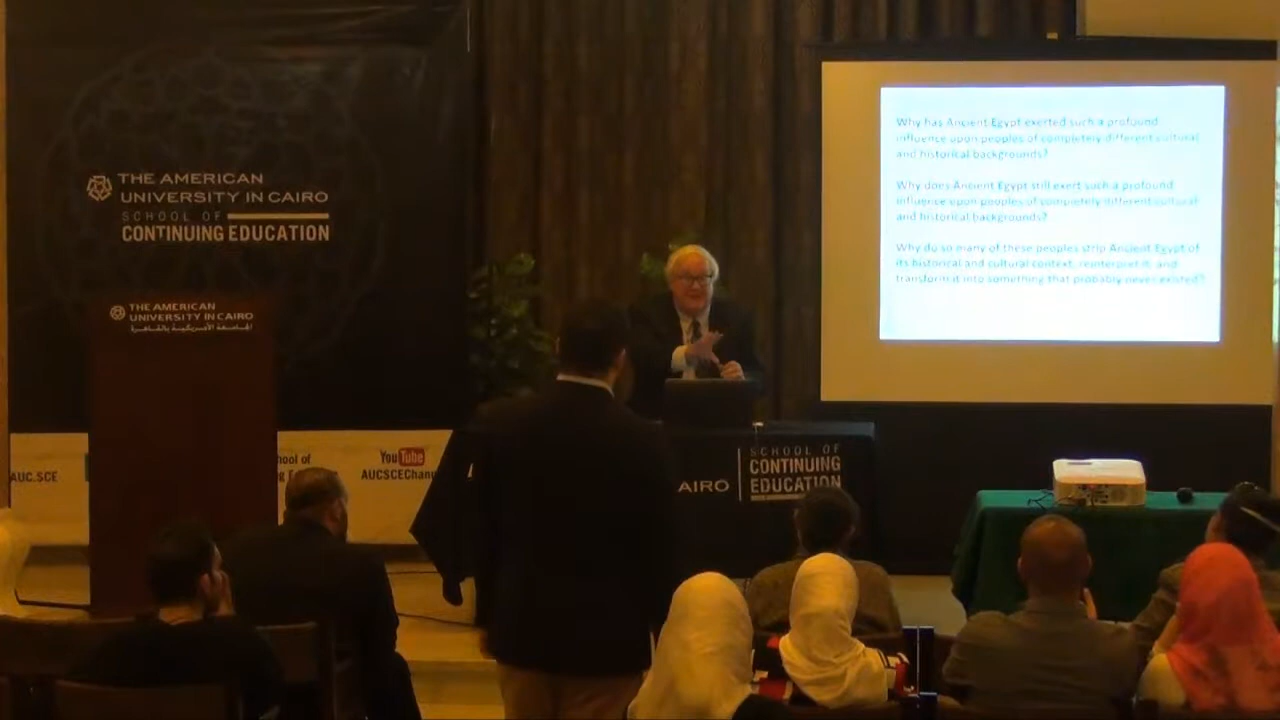 THE AMERICAN
UNIVERSITY IN CAIRO
SCHOOL OF
CONTINUING EDUCATION
THE AMERICAN
UNIVERSITY IN CAIRO
الجامعة الأمريكية بالقاهرة
AUC.SCE
hool of
YouTube
AUCSCEChan
AIRO
SCHOOL OF
CONTINUING
EDUCATION
Why has Ancient Egypt exerted such a profound
influence upon peoples of completely different cultural
and historical backgrounds?
Why does Ancient Egypt still exert such a profound
influence upon peoples of completely different cultural
and historical backgrounds?
Why do so many of these peoples strip Ancient Egypt of
its historical and cultural context, reinterpret it, and
transform it into something that probably never existed?